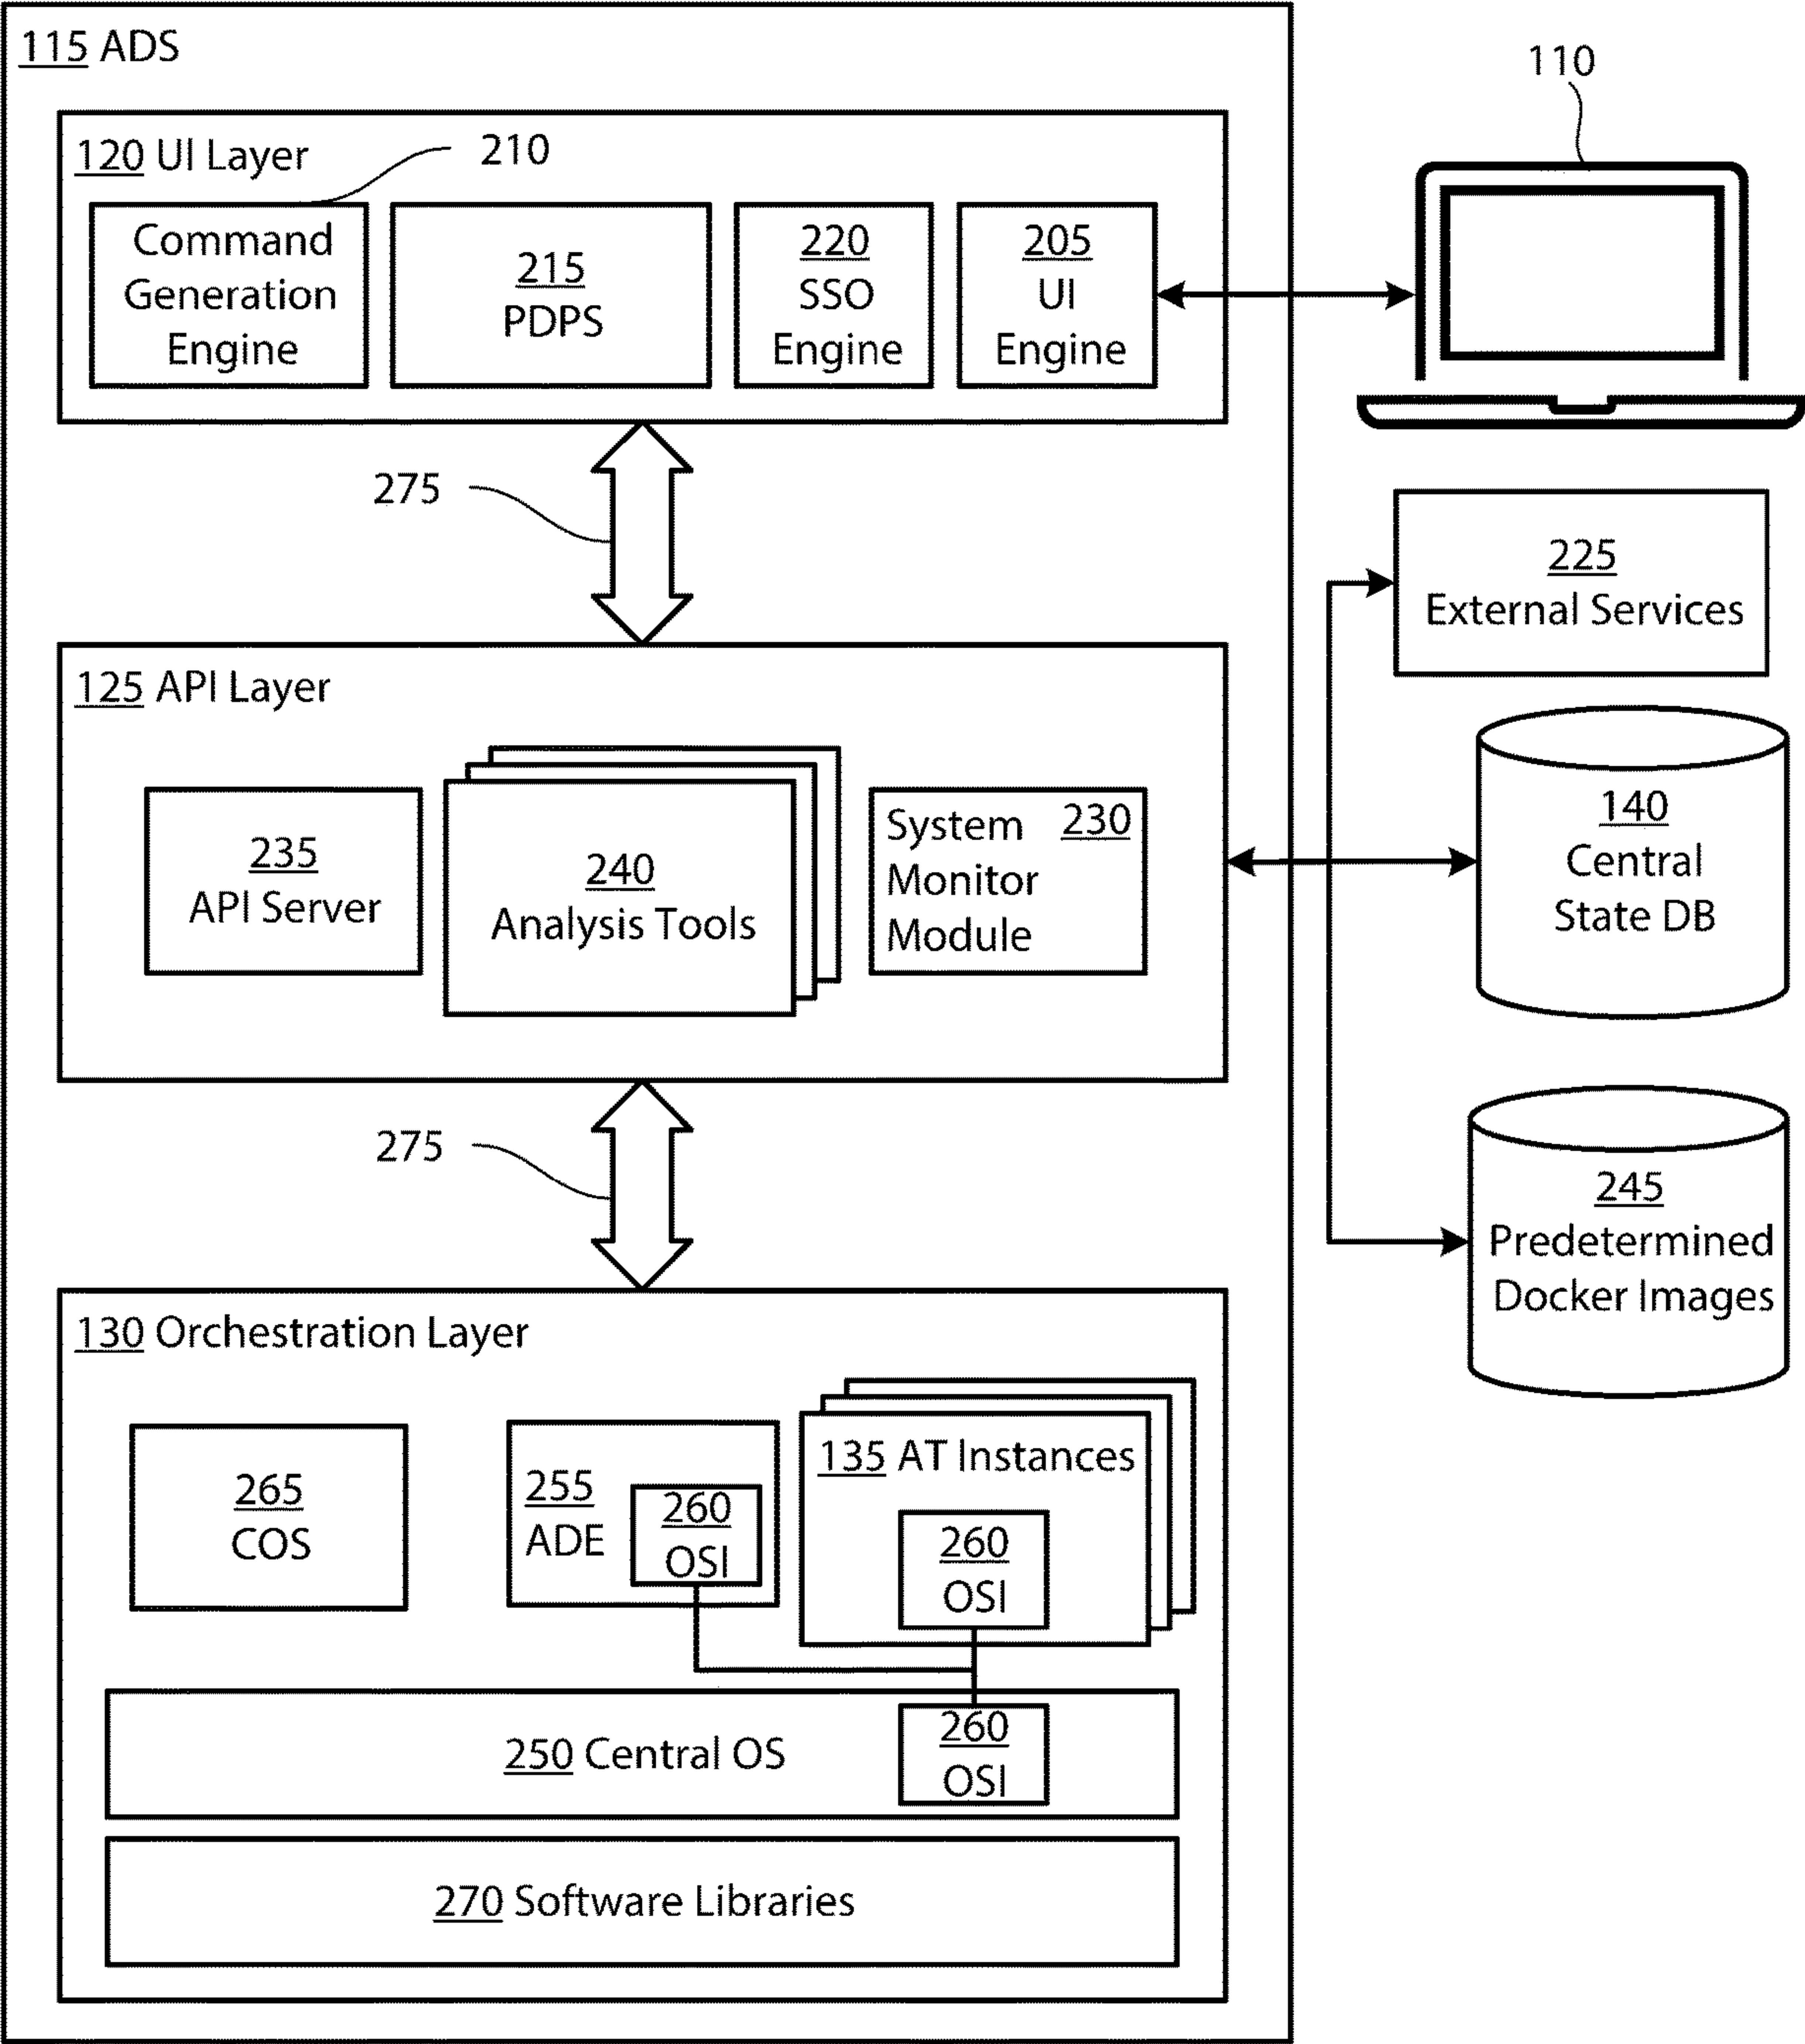 115 ADS
110
120 UI Layer
210
Command
Generation
Engine
215
PDPS
220
SSO
Engine
205
UI
Engine
275
225
External Services
125 API Layer
235
API Server
240
Analysis Tools
System 230
Monitor
Module
140
Central
State DB
275
245
Predetermined
Docker Images
130 Orchestration Layer
265
COS
255
ADE
260
OSI
135 AT Instances
260
OSI
250 Central OS
260
OSI
270 Software Libraries